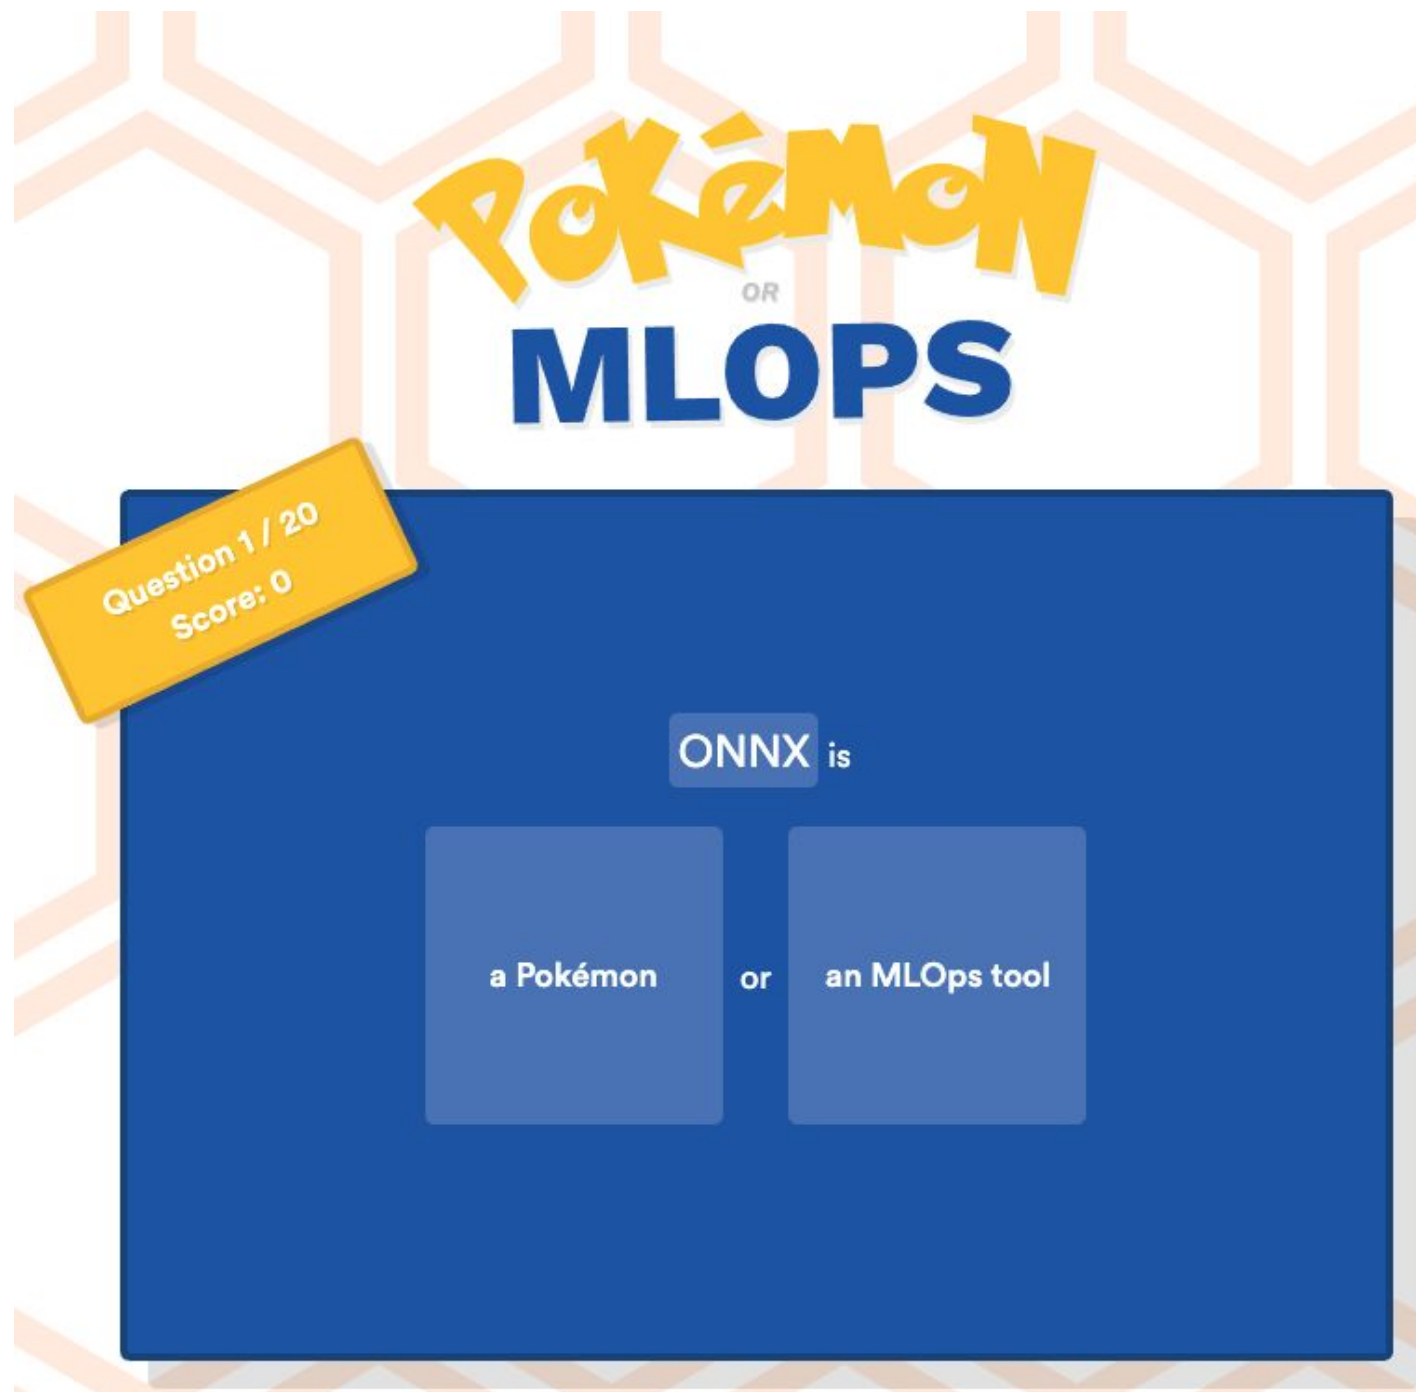 POKéMON
OR
MLOPS
Question 1 / 20
Score: 0
ONNX is
a Pokémon or an MLOps tool